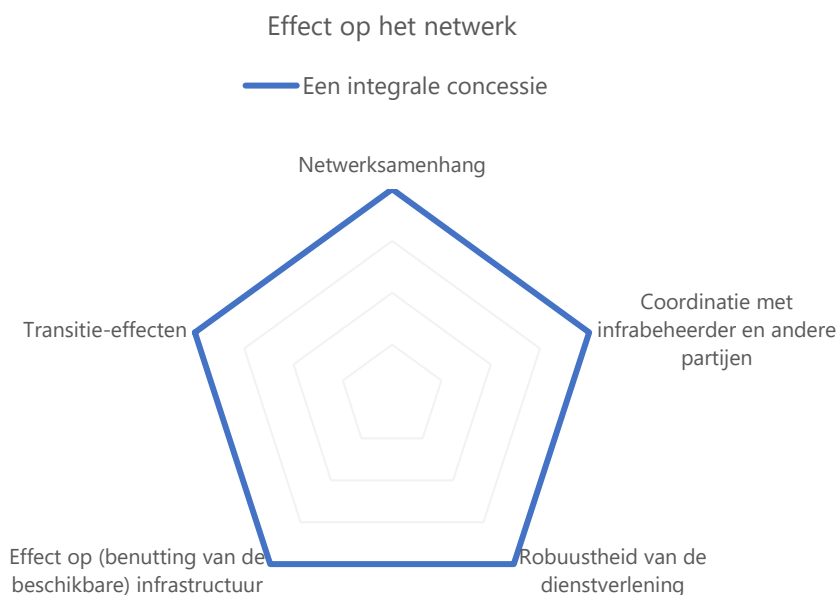 Effect op het netwerk
Een integrale concessie
Netwerksamenhang
Coordinatie met
infrabeheerder en andere
partijen
Transitie-effecten
Effect op (benutting van de
beschikbare) infrastructuur
Robuustheid van de
dienstverlening